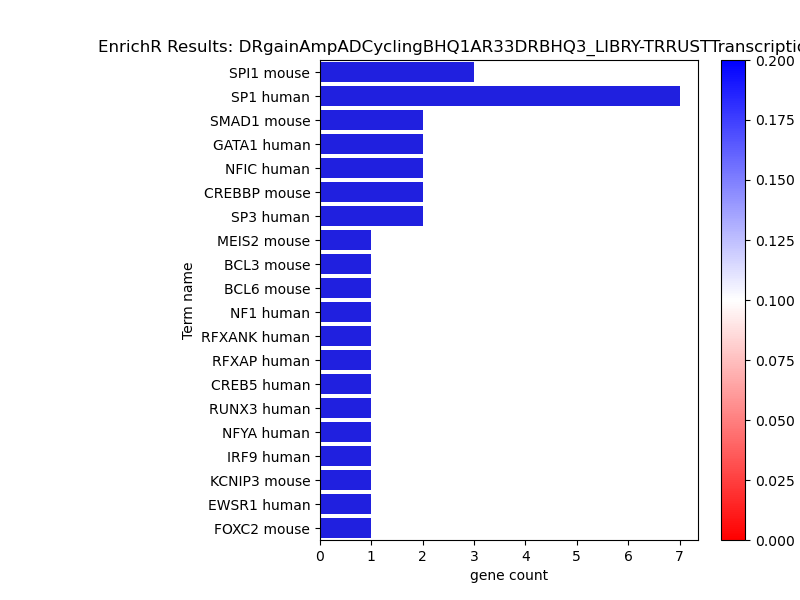 EnrichR Results: DRgainAmpADCyclingBHQ1AR33DRBHQ3_LIBRY-TRRUSTTranscriptio
SPI1 mouse
SP1 human
SMAD1 mouse
GATA1 human
NFIC human
CREBBP mouse
SP3 human
MEIS2 mouse
BCL3 mouse
BCL6 mouse
NF1 human
RFXANK human
RFXAP human
CREB5 human
RUNX3 human
NFYA human
IRF9 human
KCNIP3 mouse
EWSR1 human
FOXC2 mouse
Term name
0 1 2 3 4 5 6 7
gene count
0.200
0.175
0.150
0.125
0.100
0.075
0.050
0.025
0.000